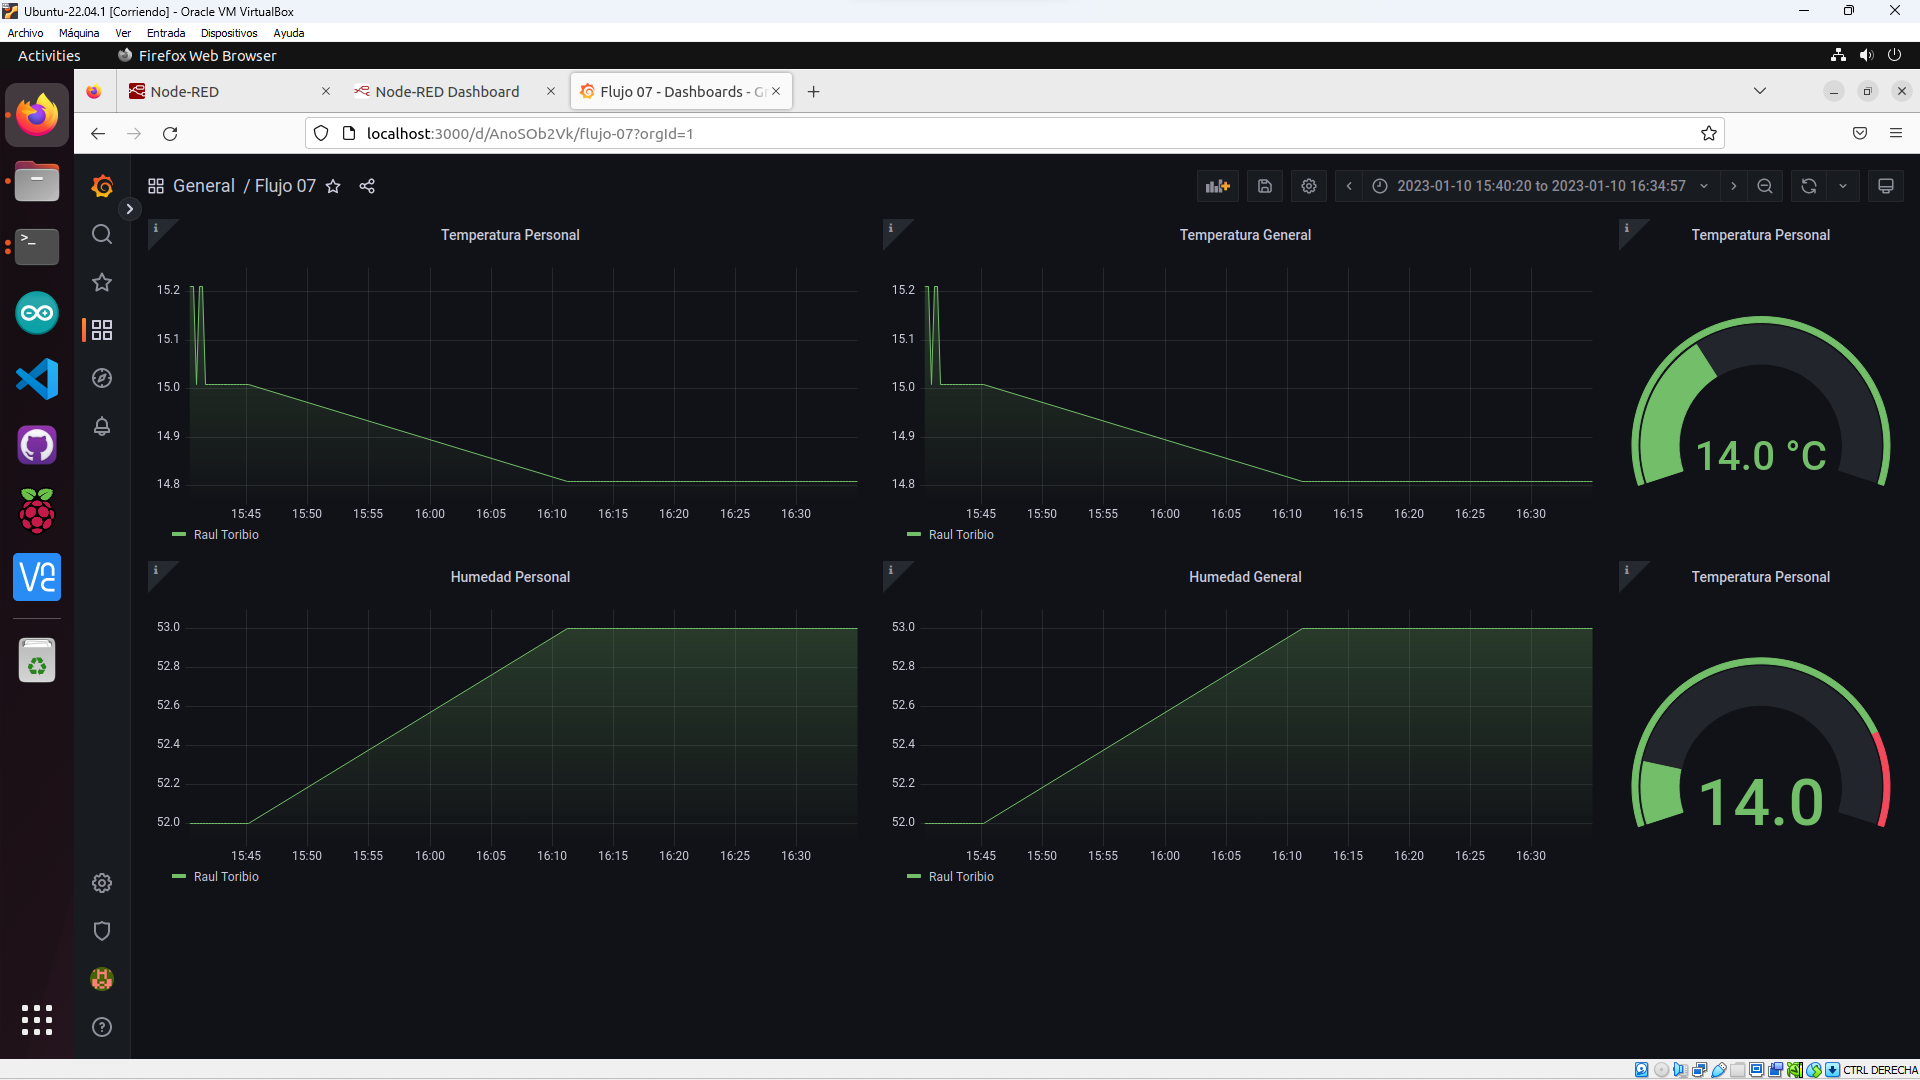 Ubuntu-22.04.1 [Corriendo] - Oracle VM VirtualBox
Archivo Máquina Ver Entrada Dispositivos Ayuda
Activities Firefox Web Browser
Node-RED Node-RED Dashboard Flujo 07 - Dashboards - Gr
localhost:3000/d/AnoSOb2Vk/flujo-07?orgId=1
General / Flujo 07 2023-01-10 15:40:20 to 2023-01-10 16:34:57
Temperatura Personal
15.2
15.1
15.0
14.9
14.8
15:45 15:50 15:55 16:00 16:05 16:10 16:15 16:20 16:25 16:30
Raul Toribio
Temperatura General
15.2
15.1
15.0
14.9
14.8
15:45 15:50 15:55 16:00 16:05 16:10 16:15 16:20 16:25 16:30
Raul Toribio
Temperatura Personal
14.0 °C
Humedad Personal
53.0
52.8
52.6
52.4
52.2
52.0
15:45 15:50 15:55 16:00 16:05 16:10 16:15 16:20 16:25 16:30
Raul Toribio
Humedad General
53.0
52.8
52.6
52.4
52.2
52.0
15:45 15:50 15:55 16:00 16:05 16:10 16:15 16:20 16:25 16:30
Raul Toribio
Temperatura Personal
14.0
CTRL DERECHA